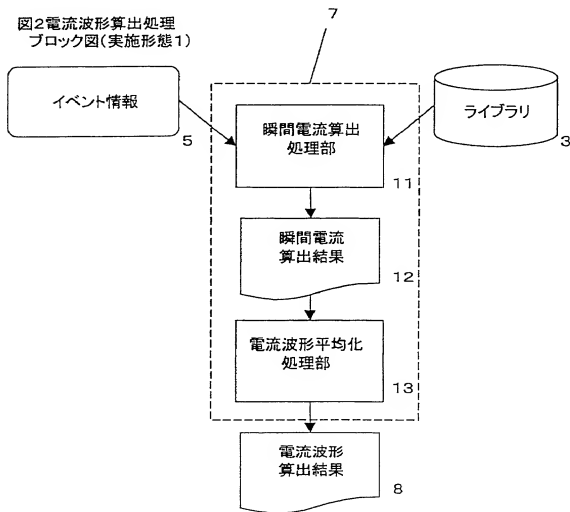 図2電流波形算出処理
ブロック図(実施形態1)
7
イベント情報
5
瞬間電流算出
処理部
11
ライブラリ
3
瞬間電流
算出結果
12
電流波形平均化
処理部
13
電流波形
算出結果
8